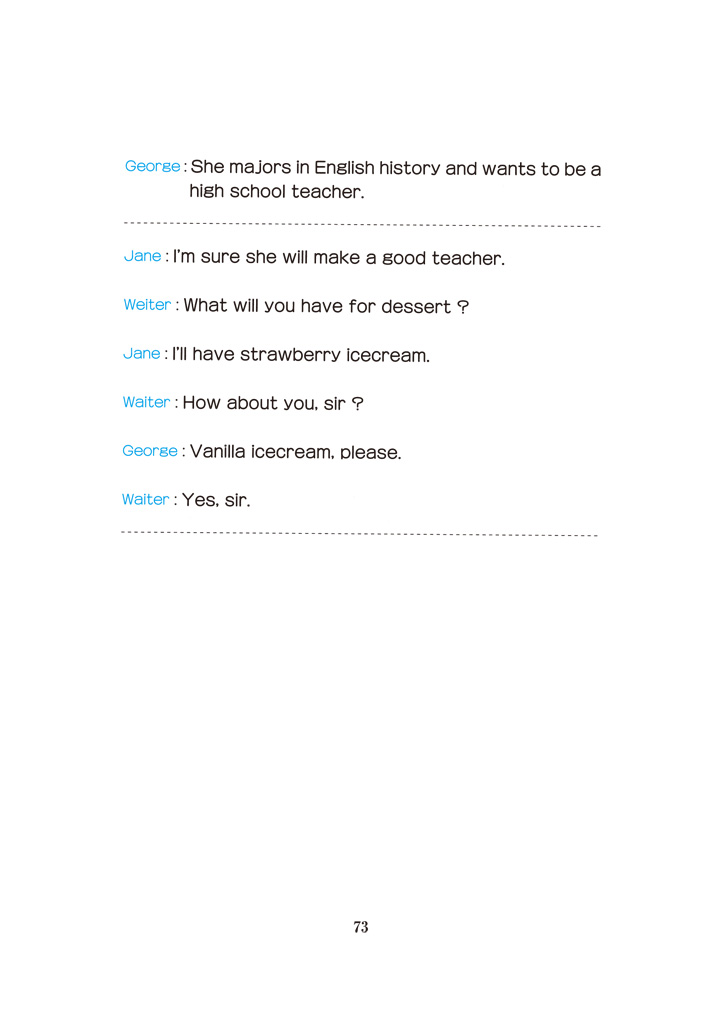 George : She majors in English history and wants to be a
high school teacher.
Jane : I'm sure she will make a good teacher.
Weiter : What will you have for dessert ?
Jane : I'll have strawberry icecream.
Waiter : How about you, sir ?
George : Vanilla icecream, please.
Waiter : Yes, sir.
73